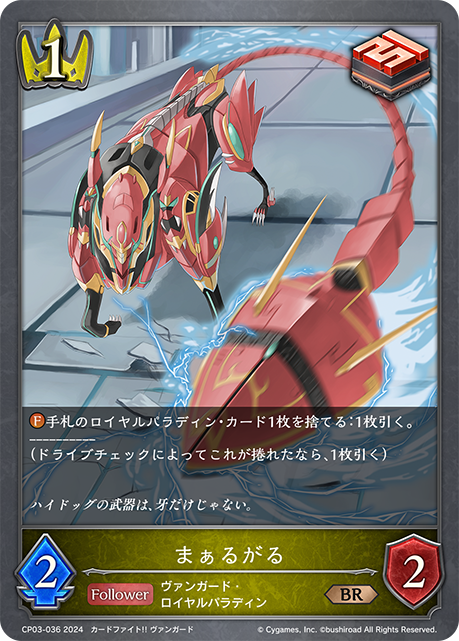 1
F 手札のロイヤルパラディン・カード1枚を捨てる：1枚引く。
----------
(ドライブチェックによってこれが捲れたなら、1枚引く)
ハイドッグの武器は、牙だけじゃない。
まぁるがる
2
Follower
ヴァンガード・
ロイヤルパラディン
BR
2
CP03-036 2024 カードファイト!! ヴァンガード
© Cygames, Inc. ©bushiroad All Rights Reserved.